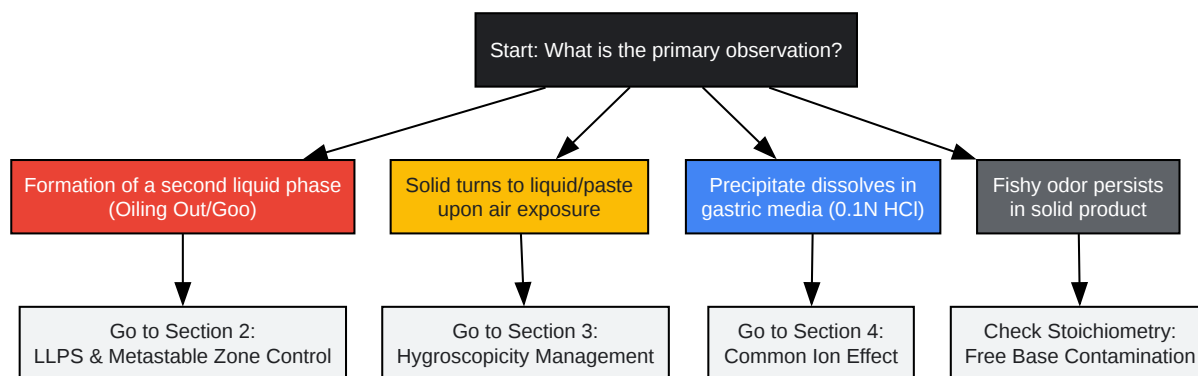 Start: What is the primary observation?
Formation of a second liquid phase
(Oiling Out/Goo)
Solid turns to liquid/paste
upon air exposure
Precipitate dissolves in
gastric media (0.1N HCl)
Fishy odor persists
in solid product
Go to Section 2:
LLPS & Metastable Zone Control
Go to Section 3:
Hygroscopicity Management
Go to Section 4:
Common Ion Effect
Check Stoichiometry:
Free Base Contamination